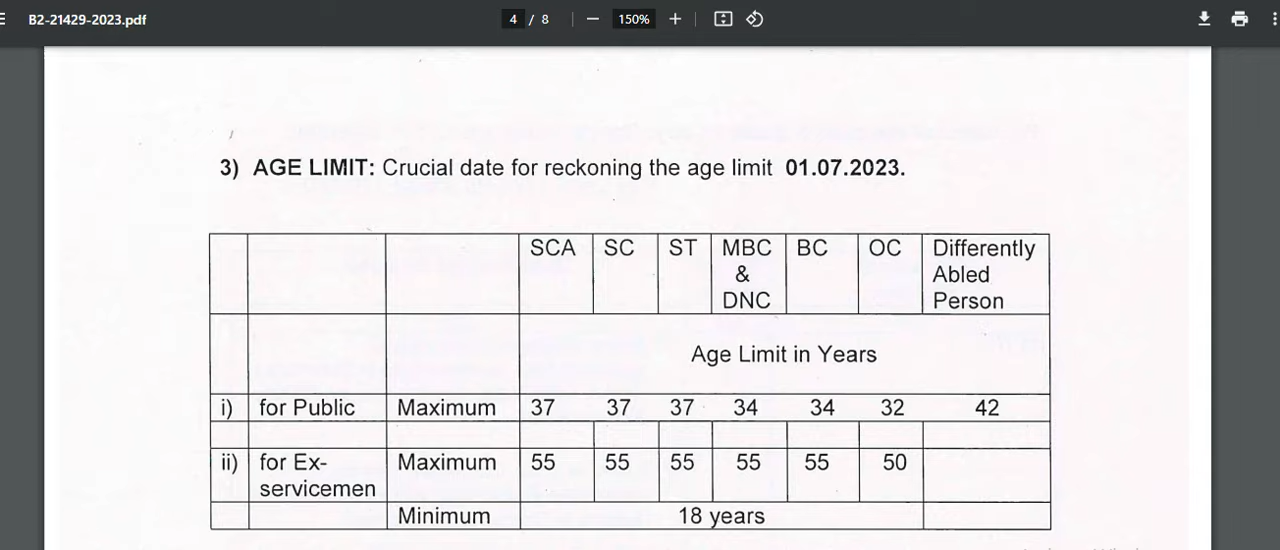 B2-21429-2023.pdf 4 / 8 — 150% +
3) AGE LIMIT: Crucial date for reckoning the age limit 01.07.2023.
SCA SC ST MBC & DNC BC OC Differently Abled Person
Age Limit in Years
i) for Public Maximum 37 37 37 34 34 32 42
ii) for Ex-servicemen Maximum 55 55 55 55 55 50
Minimum 18 years